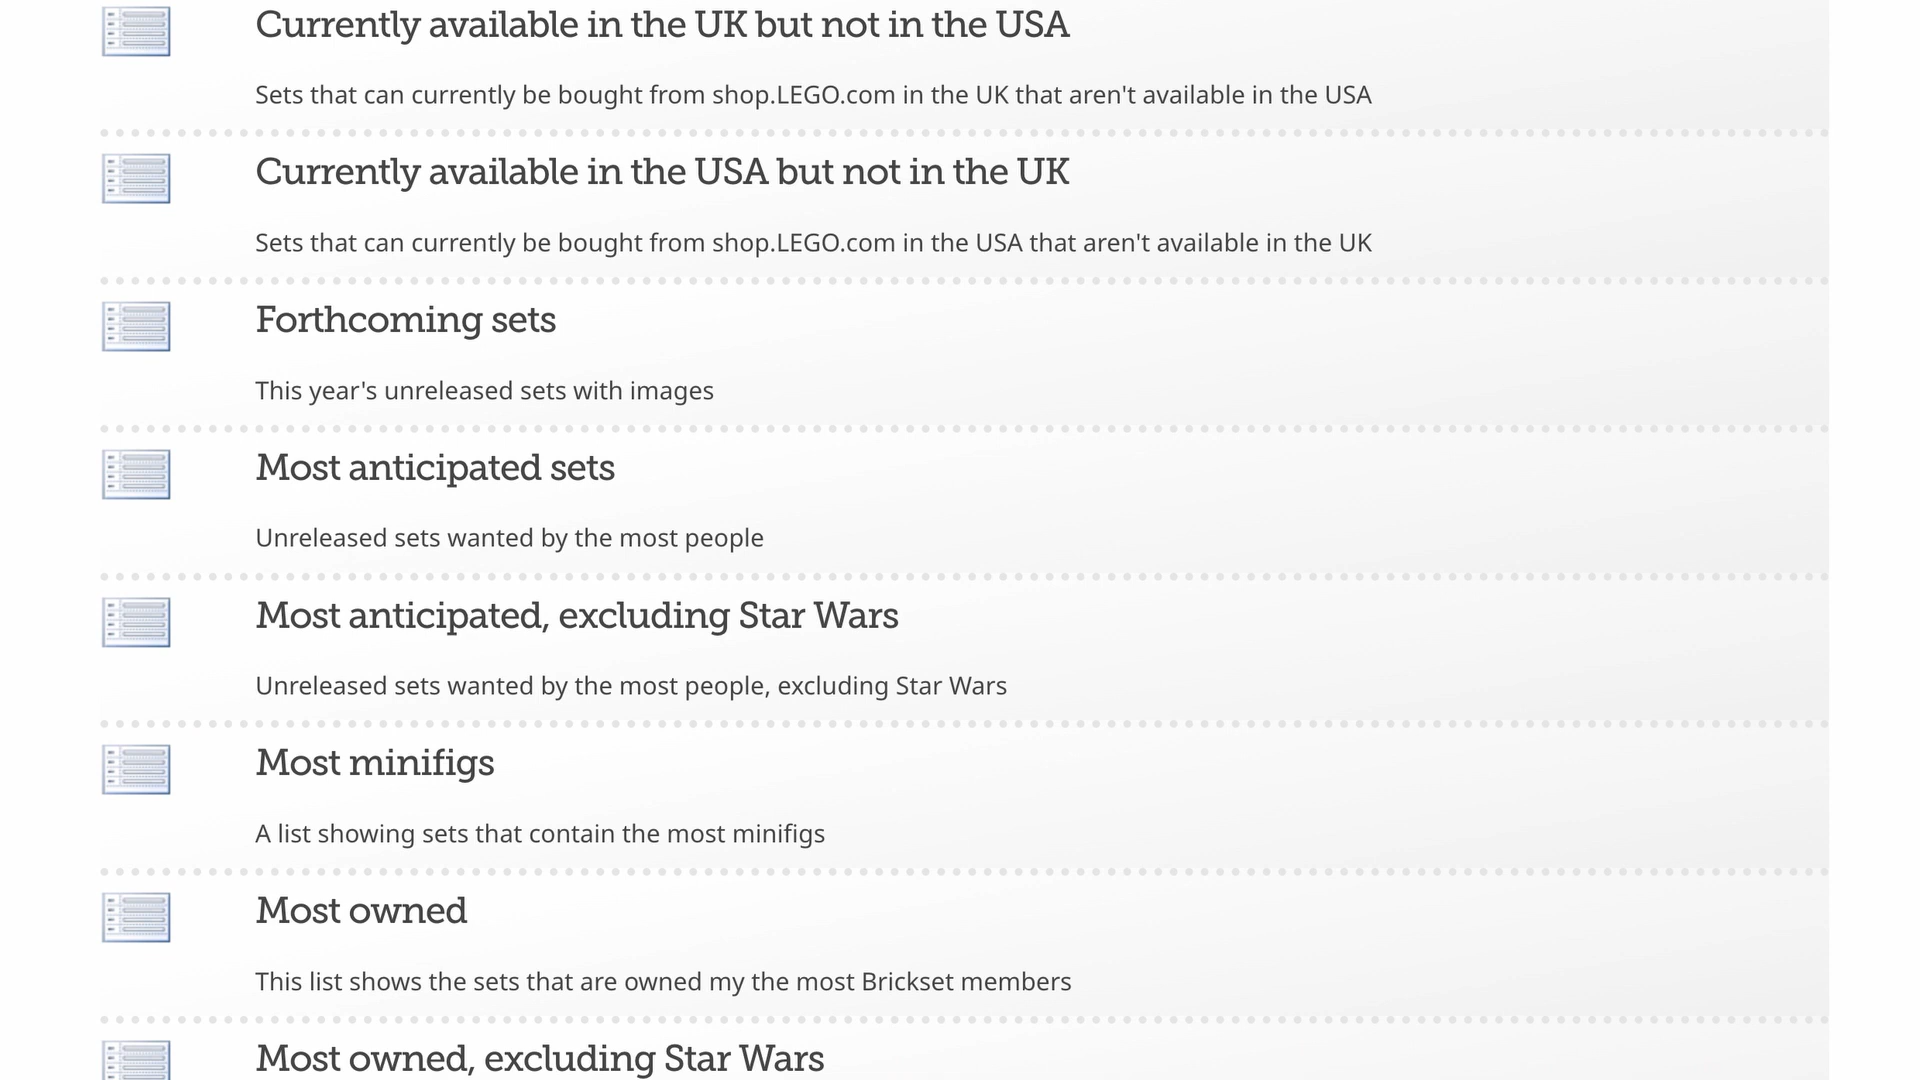 Currently available in the UK but not in the USA
Sets that can currently be bought from shop.LEGO.com in the UK that aren't available in the USA
Currently available in the USA but not in the UK
Sets that can currently be bought from shop.LEGO.com in the USA that aren't available in the UK
Forthcoming sets
This year's unreleased sets with images
Most anticipated sets
Unreleased sets wanted by the most people
Most anticipated, excluding Star Wars
Unreleased sets wanted by the most people, excluding Star Wars
Most minifigs
A list showing sets that contain the most minifigs
Most owned
This list shows the sets that are owned my the most Brickset members
Most owned, excluding Star Wars